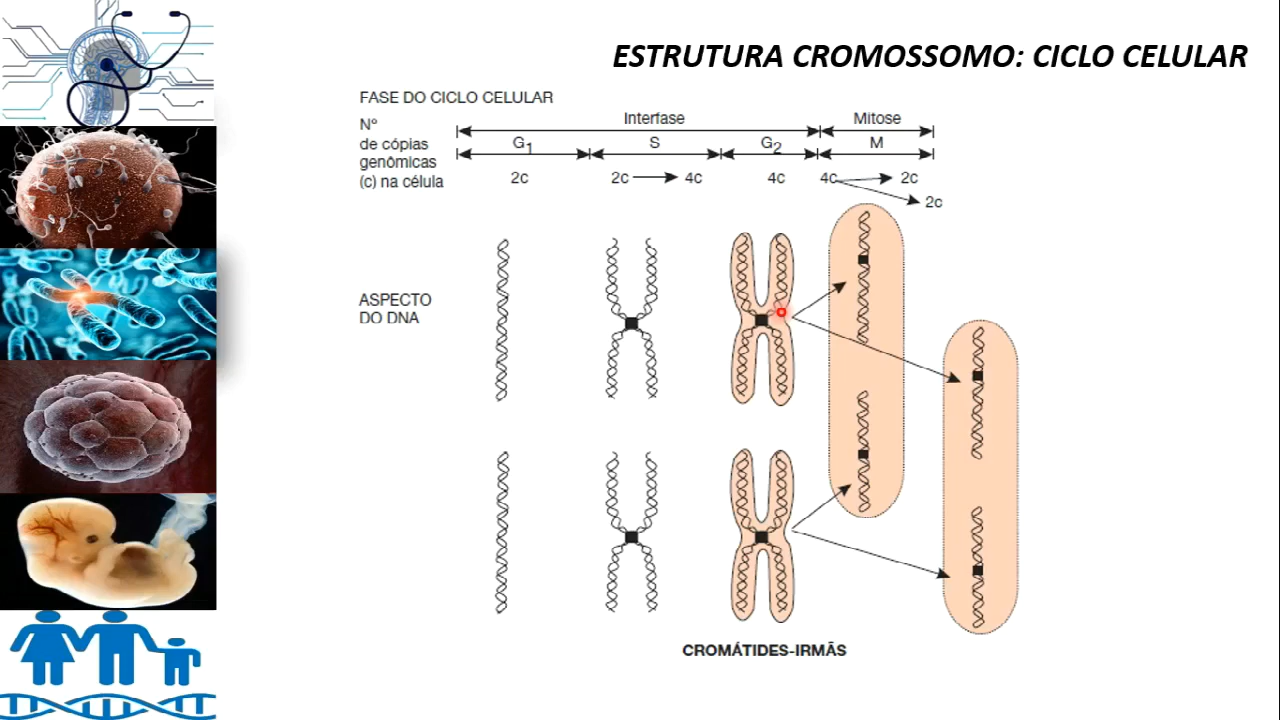 ESTRUTURA CROMOSSOMO: CICLO CELULAR
FASE DO CICLO CELULAR
Interfase
Mitose
Nº
de cópias
genômicas
(c) na célula
G1
S
G2
M
2c
2c
4c
4c
4c
2c
2c
ASPECTO
DO DNA
CROMÁTIDES-IRMÃS